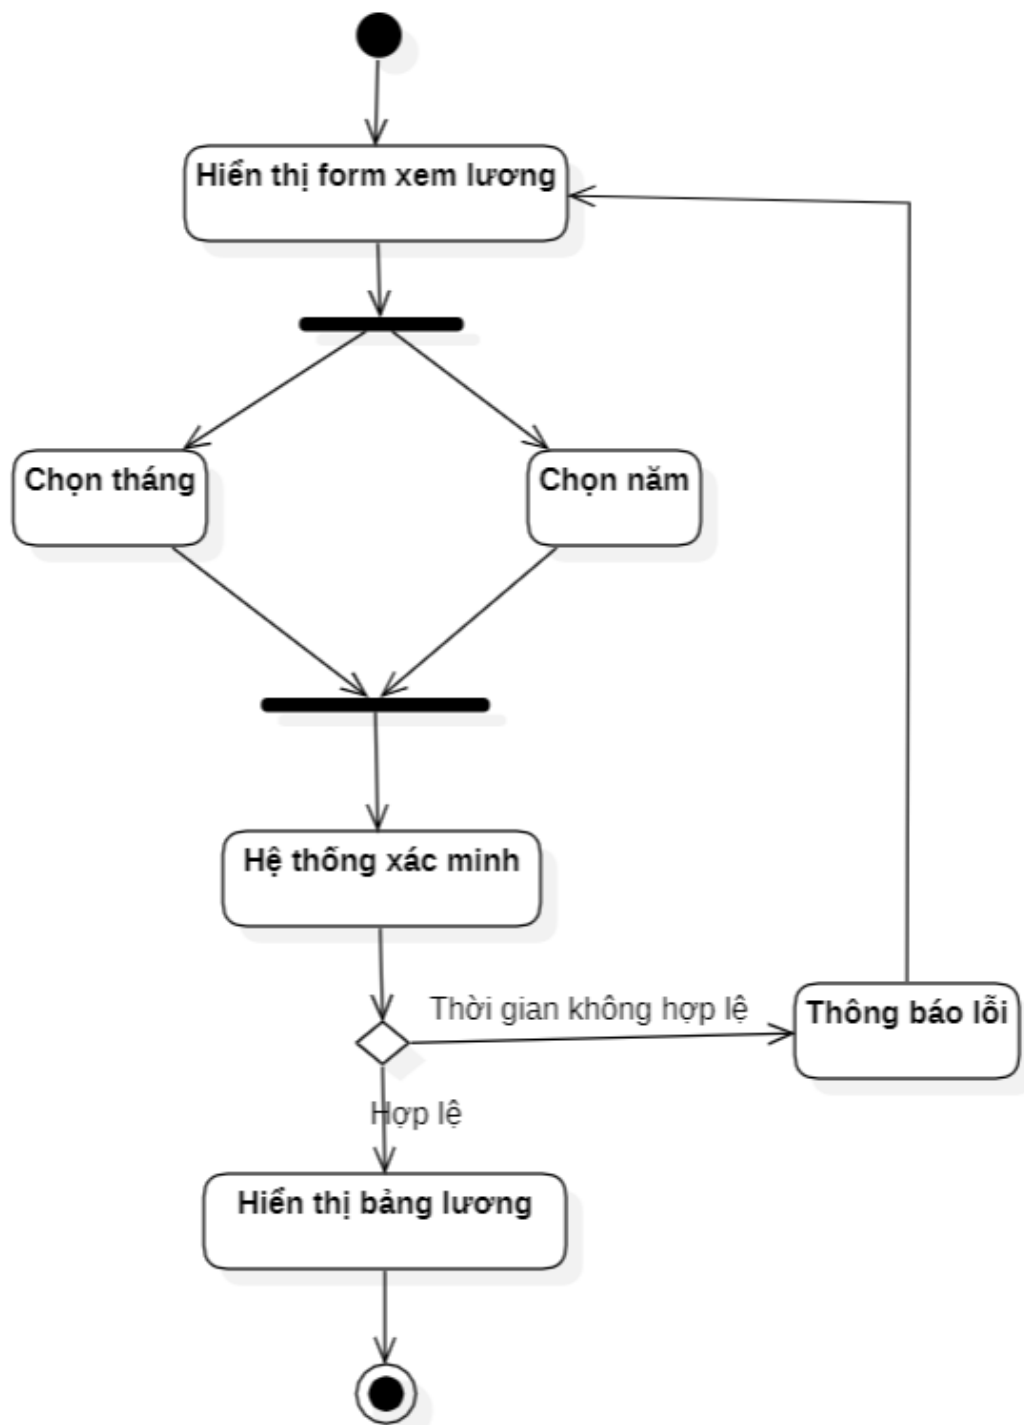 Hiển thị form xem lương
Chọn tháng
Chọn năm
Hệ thống xác minh
Thời gian không hợp lệ
Thông báo lỗi
Hợp lệ
Hiển thị bảng lương